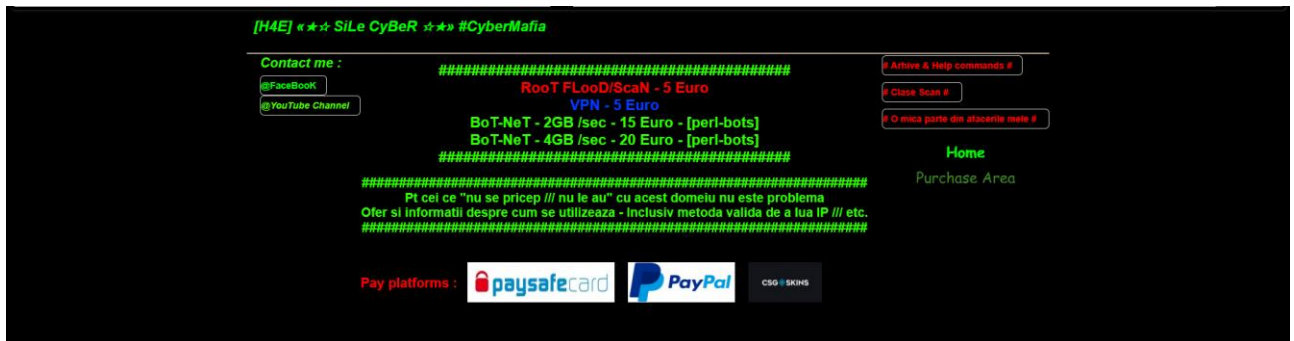 [H4E] «★☆ SiLe CyBeR ☆★» #CyberMafia
Contact me :
@FaceBooK
@YouTube Channel
###########################################
RooT FLooD/ScaN - 5 Euro
VPN - 5 Euro
BoT-NeT - 2GB /sec - 15 Euro - [perl-bots]
BoT-NeT - 4GB /sec - 20 Euro - [perl-bots]
###########################################
##############################################################
Pt cei ce "nu se pricep /// nu le au" cu acest domeiu nu este problema
Ofer si informatii despre cum se utilizeaza - Inclusiv metoda valida de a lua IP /// etc.
##############################################################
# Arhive & Help commands #
# Clase Scan #
# O mica parte din atacerile mele #
Home
Purchase Area
Pay platforms :
paysafecard
PayPal
CSGOSKINS